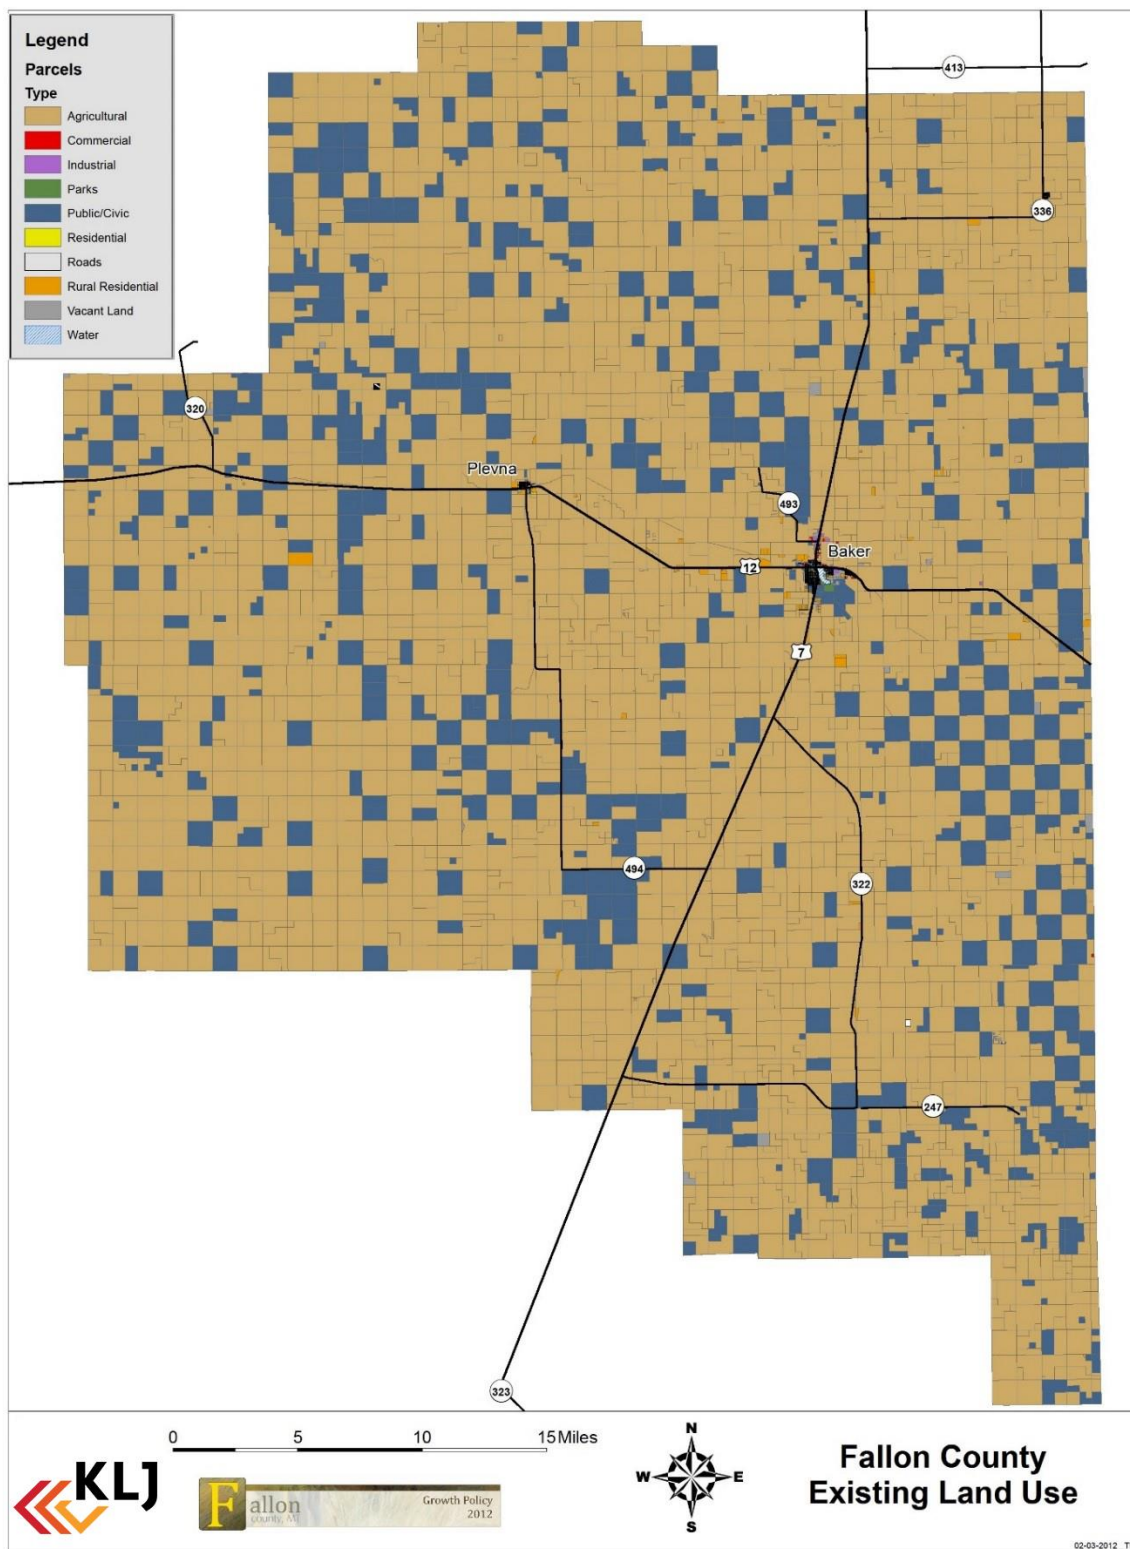 Legend
Parcels
Type
Agricultural
Commercial
Industrial
Parks
Public/Civic
Residential
Roads
Rural Residential
Vacant Land
Water
413
336
320
Plevna
493
Baker
12
7
494
322
247
323
0 5 10 15 Miles
N
W E
S
KLJ
Fallon
county, M
Growth Policy
2012
Fallon County
Existing Land Use
02-03-2012